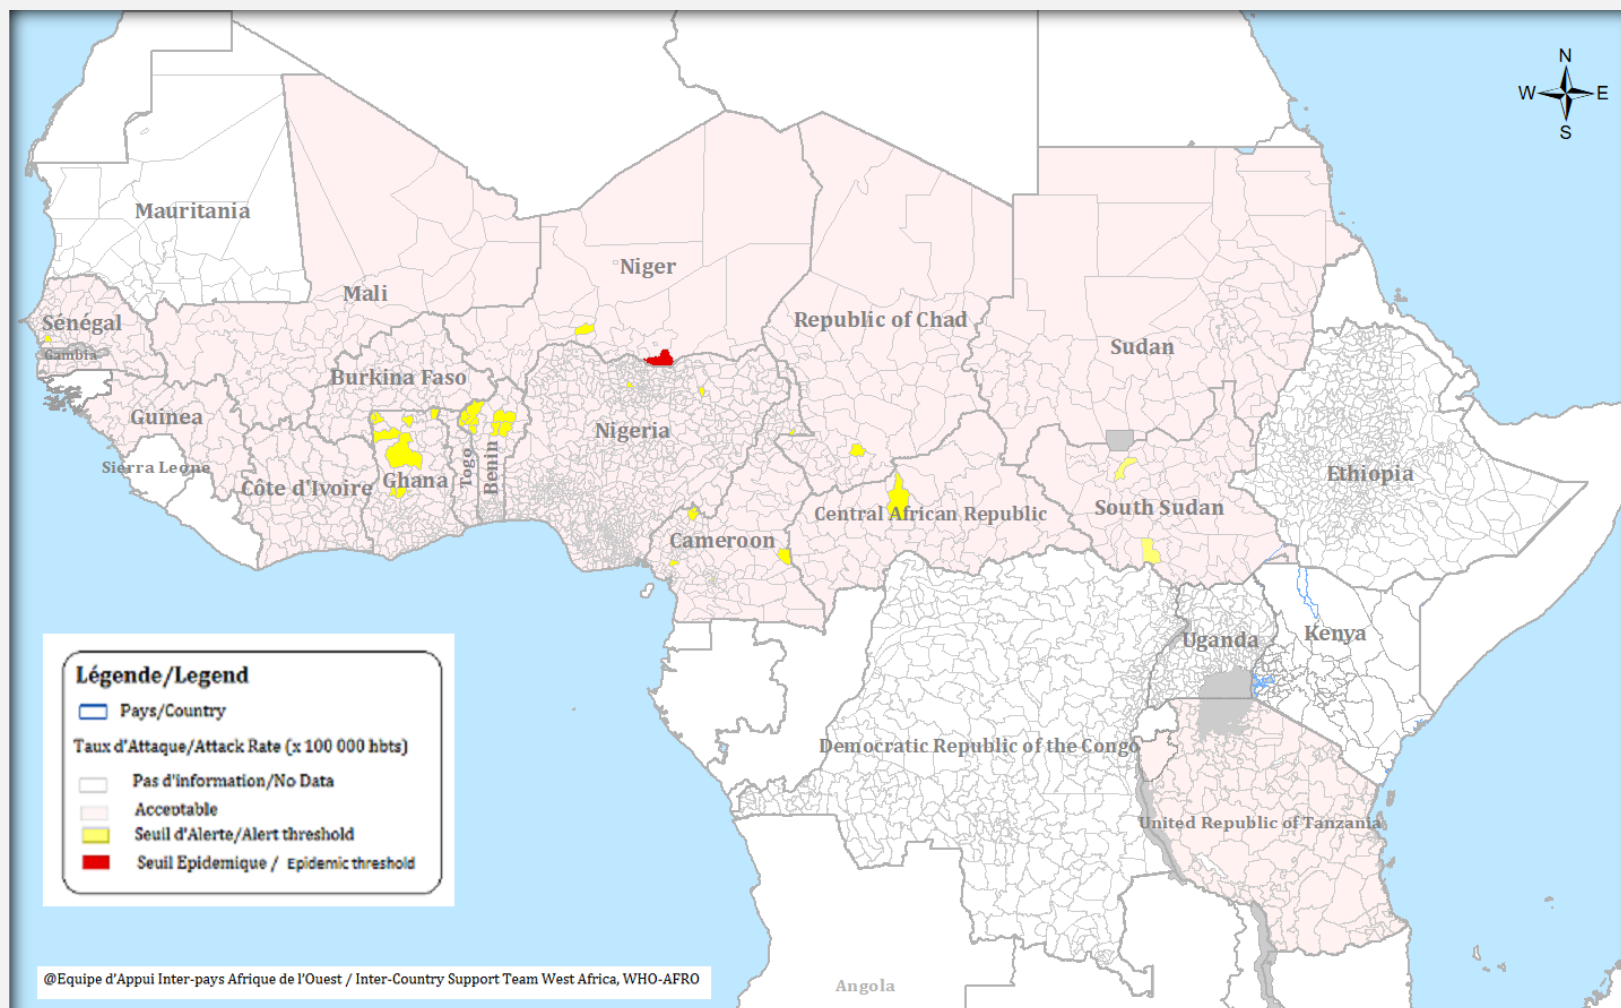 N
W E
S
Mauritania
Niger
Mali
Republic of Chad
Sénégal
Sudan
Gambia
Burkina Faso
Guinea
Nigeria
Sierra Leone
Togo
Benin
Ghana
Ethiopia
Côte d'Ivoire
South Sudan
Central African Republic
Cameroon
Uganda
Kenya
Democratic Republic of the Congo
United Republic of Tanzania
Angola
Légende/Legend
Pays/Country
Taux d'Attaque/Attack Rate (x 100 000 hbts)
Pas d'information/No Data
Acceptable
Seuil d'Alerte/Alert threshold
Seuil Epidemique / Epidemic threshold
@Equipe d'Appui Inter-pays Afrique de l'Ouest / Inter-Country Support Team West Africa, WHO-AFRO